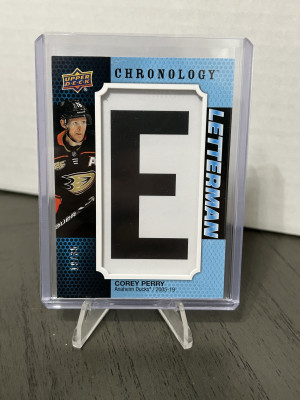 UPPER DECK
CHRONOLOGY
LETTERMAN
E
COREY PERRY
Anaheim Ducks / 2005-19